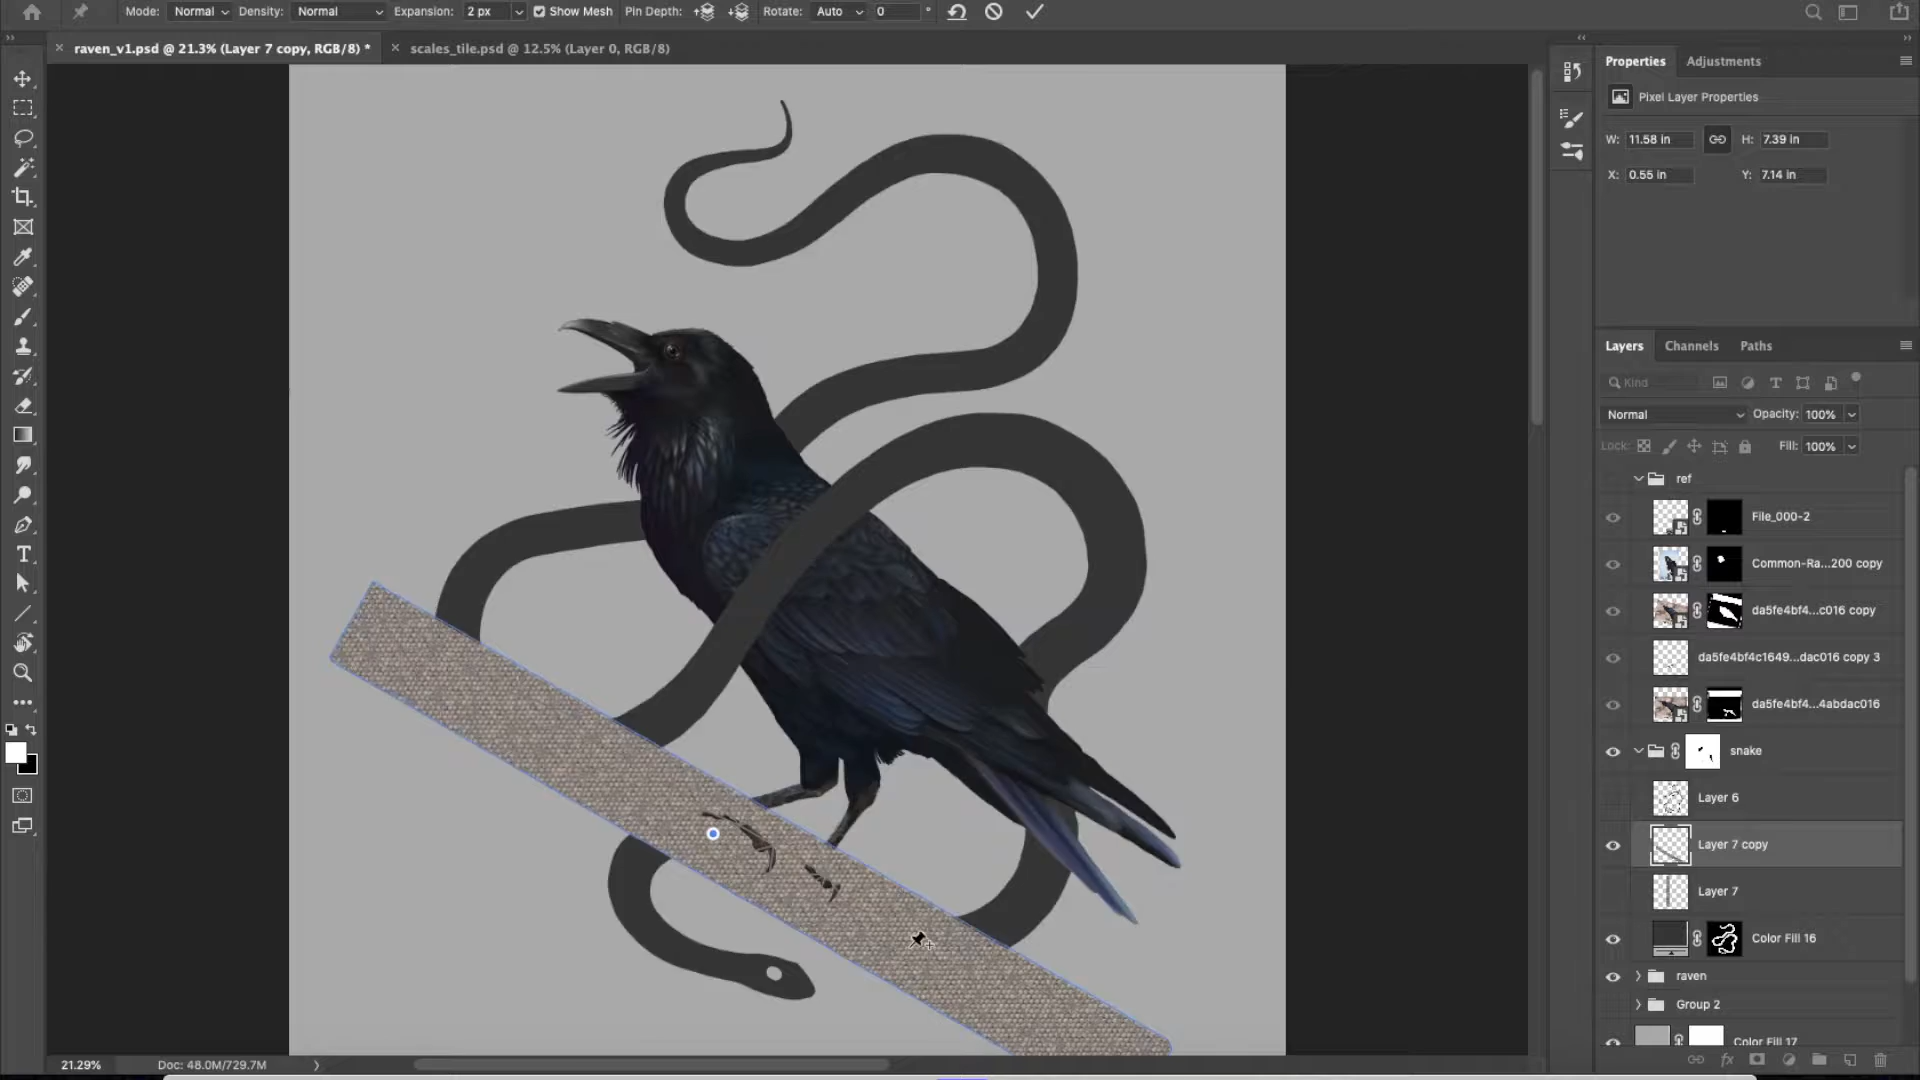 Mode: Normal Density: Normal Expansion: 2 px Show Mesh Pin Depth: Rotate: Auto 0 °
raven_v1.psd @ 21.3% (Layer 7 copy, RGB/8) * scales_tile.psd @ 12.5% (Layer 0, RGB/8)
Properties Adjustments
Pixel Layer Properties
W: 11.58 in H: 7.39 in
X: 0.55 in Y: 7.14 in
Layers Channels Paths
Kind
Normal Opacity: 100%
Lock: Fill: 100%
ref
File_000-2
Common-Ra...200 copy
da5fe4bf4...c016 copy
da5fe4bf4c1649...dac016 copy 3
da5fe4bf4...4abdac016
snake
Layer 6
Layer 7 copy
Layer 7
Color Fill 16
raven
Group 2
Color Fill 17
21.29% Doc: 48.0M/729.7M